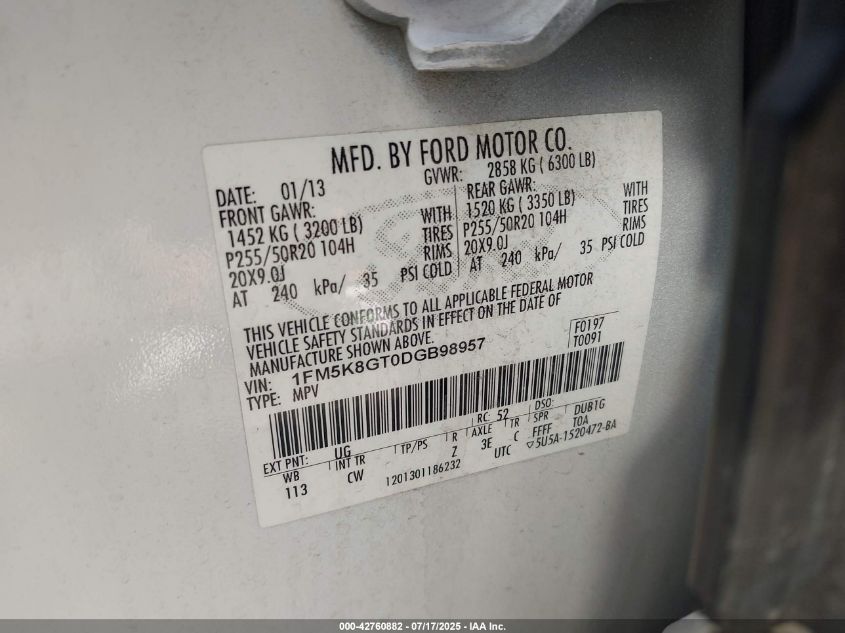 MFD. BY FORD MOTOR CO.
DATE: 01/13 GVWR: 2858 KG ( 6300 LB)
FRONT GAWR: REAR GAWR:
1452 KG ( 3200 LB) WITH 1520 KG ( 3350 LB) WITH
P255/50R20 104H TIRES P255/50R20 104H TIRES
20X9.0J RIMS 20X9.0J RIMS
AT 240 kPa/ 35 PSI COLD AT 240 kPa/ 35 PSI COLD
THIS VEHICLE CONFORMS TO ALL APPLICABLE FEDERAL MOTOR
VEHICLE SAFETY STANDARDS IN EFFECT ON THE DATE OF
MANUFACTURE SHOWN ABOVE.
F0197
T0091
VIN: 1FM5K8GT0DGB98957
TYPE: MPV
EXT PNT: UG RC: 52 DSO:
WB INT TR TP/PS R AXLE TR SPR DUB1G
113 CW Z 3E C FFFF T0A
1201301186232 UTC ▽5U5A-1520472-BA
000-42760882 - 07/17/2025 - IAA Inc.